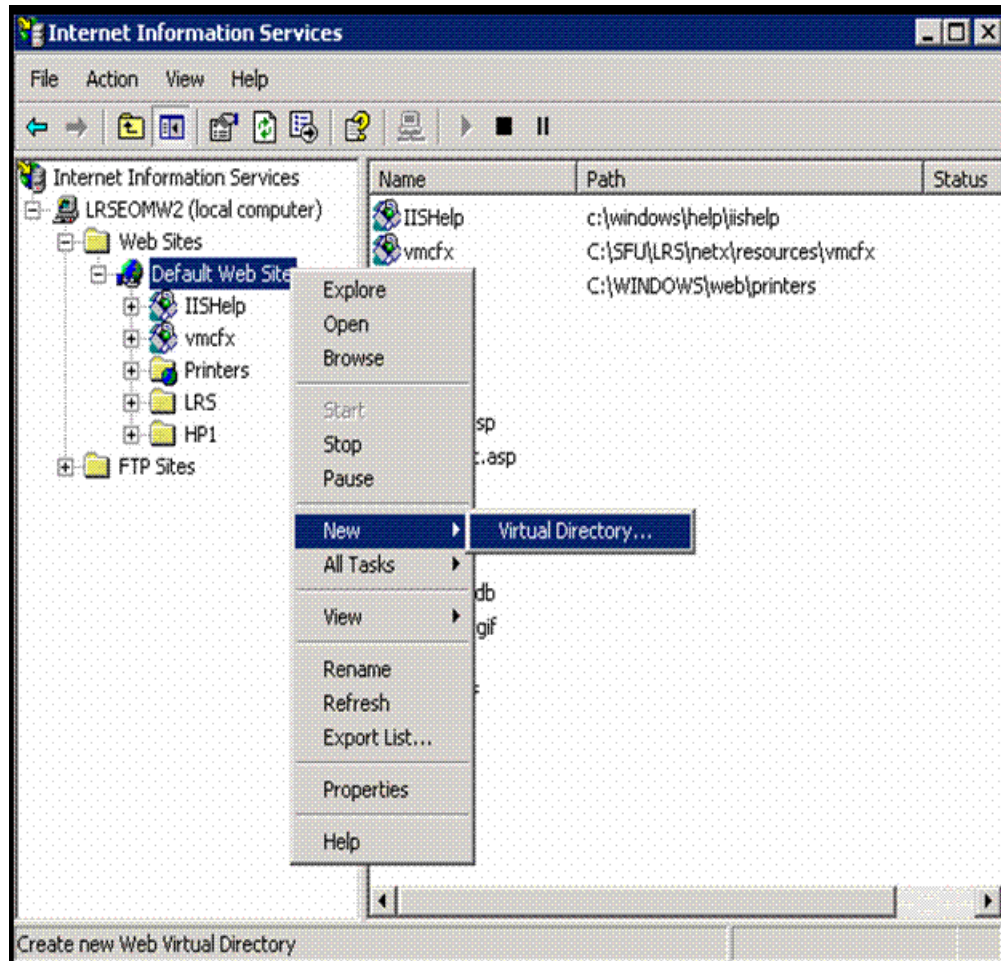 Internet Information Services
File Action View Help
Internet Information Services
LRSEOMW2 (local computer)
Web Sites
Default Web Site
IISHelp
vmcfx
Printers
LRS
HP1
FTP Sites
Name Path Status
IISHelp c:\windows\help\iishelp
vmcfx C:\SFU\LRS\netx\resources\vmcfx
C:\WINDOWS\web\printers
sp
t.asp
db
gif
Explore
Open
Browse
Start
Stop
Pause
New
Virtual Directory...
All Tasks
View
Rename
Refresh
Export List...
Properties
Help
Create new Web Virtual Directory